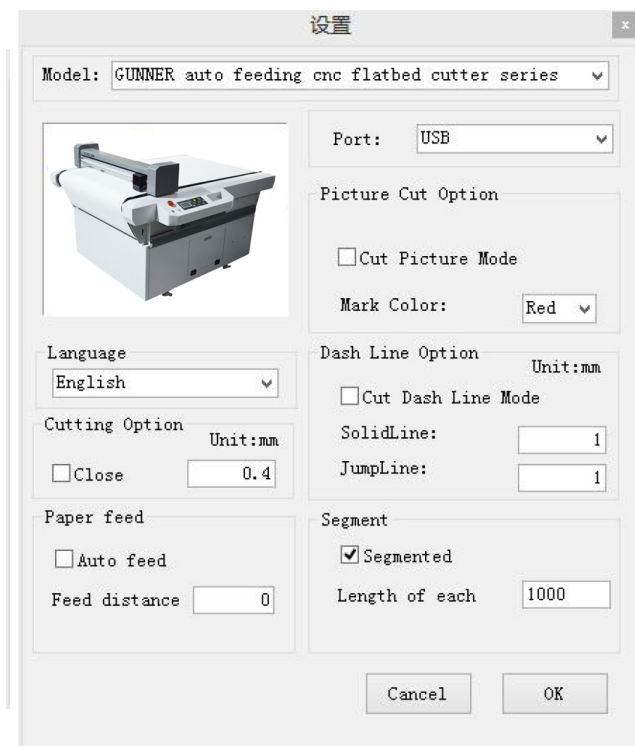 设置
Model: GUNNER auto feeding cnc flatbed cutter series
Port: USB
Picture Cut Option
Cut Picture Mode
Mark Color: Red
Language
English
Dash Line Option
Unit:mm
Cut Dash Line Mode
SolidLine: 1
JumpLine: 1
Cutting Option
Unit:mm
Close 0.4
Paper feed
Auto feed
Feed distance 0
Segment
Segmented
Length of each 1000
Cancel OK